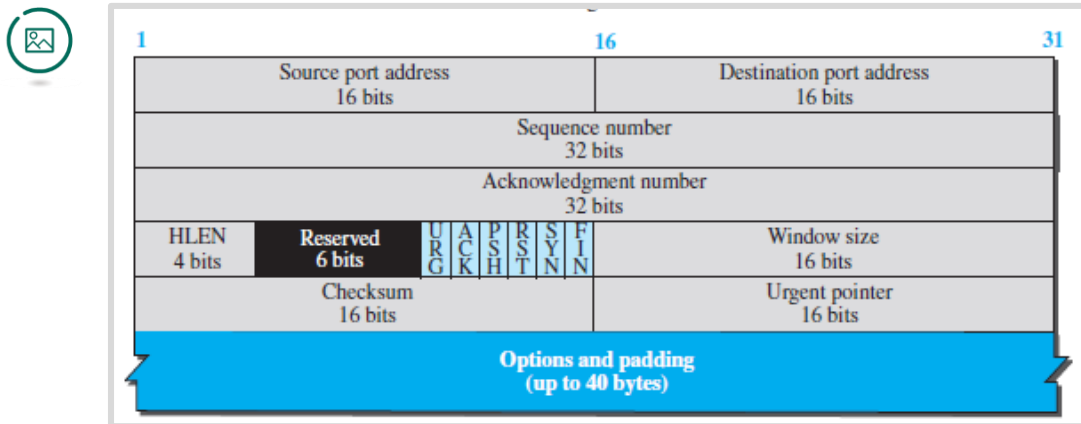 1 16 31
Source port address Destination port address
16 bits 16 bits
Sequence number
32 bits
Acknowledgment number
32 bits
HLEN Reserved URG ACK PSH RST SYN FIN Window size
4 bits 6 bits 16 bits
Checksum Urgent pointer
16 bits 16 bits
Options and padding
(up to 40 bytes)